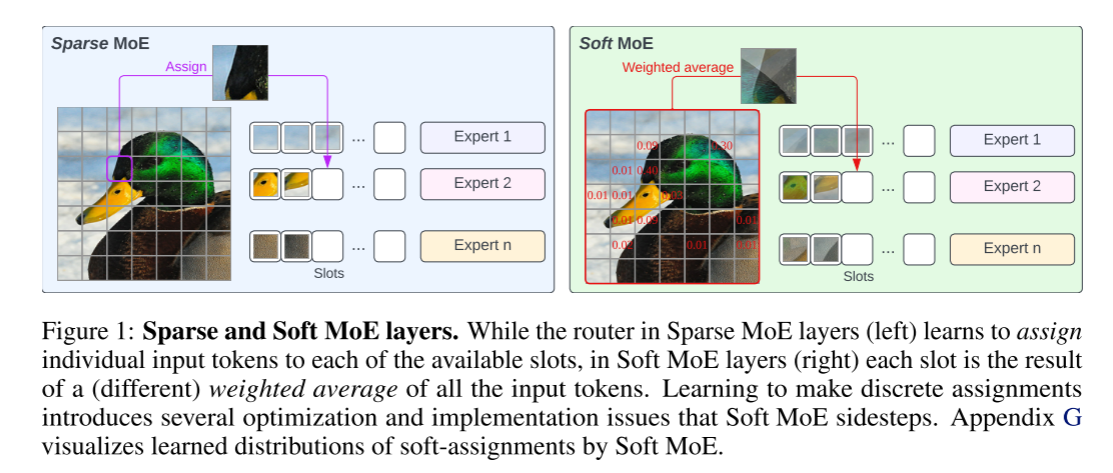 Sparse MoE
Assign
Expert 1
Expert 2
Expert n
...
...
...
Slots
Soft MoE
Weighted average
0.09 0.30
0.01 0.40
0.01 0.01 0.03
0.01 0.09 0.01
0.02 0.01
Expert 1
Expert 2
Expert n
...
...
...
Slots
Figure 1: Sparse and Soft MoE layers. While the router in Sparse MoE layers (left) learns to assign
individual input tokens to each of the available slots, in Soft MoE layers (right) each slot is the result
of a (different) weighted average of all the input tokens. Learning to make discrete assignments
introduces several optimization and implementation issues that Soft MoE sidesteps. Appendix G
visualizes learned distributions of soft-assignments by Soft MoE.